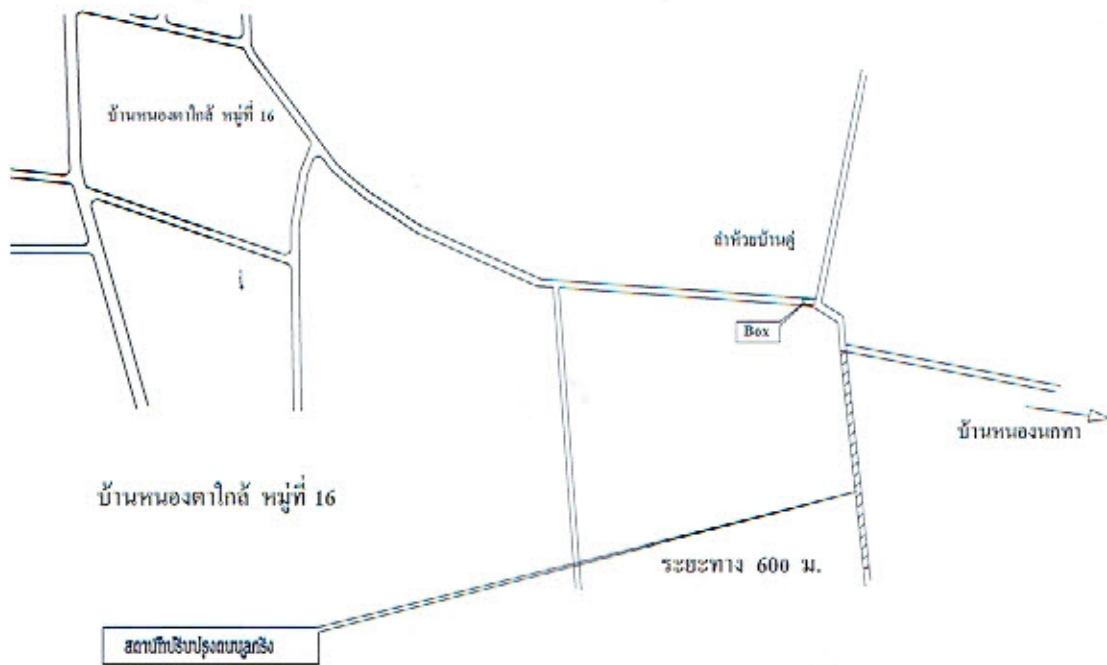 บ้านหนองตาใกล้ หมู่ที่ 16
ลำห้วยบ้านคู่
Box
บ้านหนองนกทา
บ้านหนองตาใกล้ หมู่ที่ 16
ระยะทาง 600 ม.